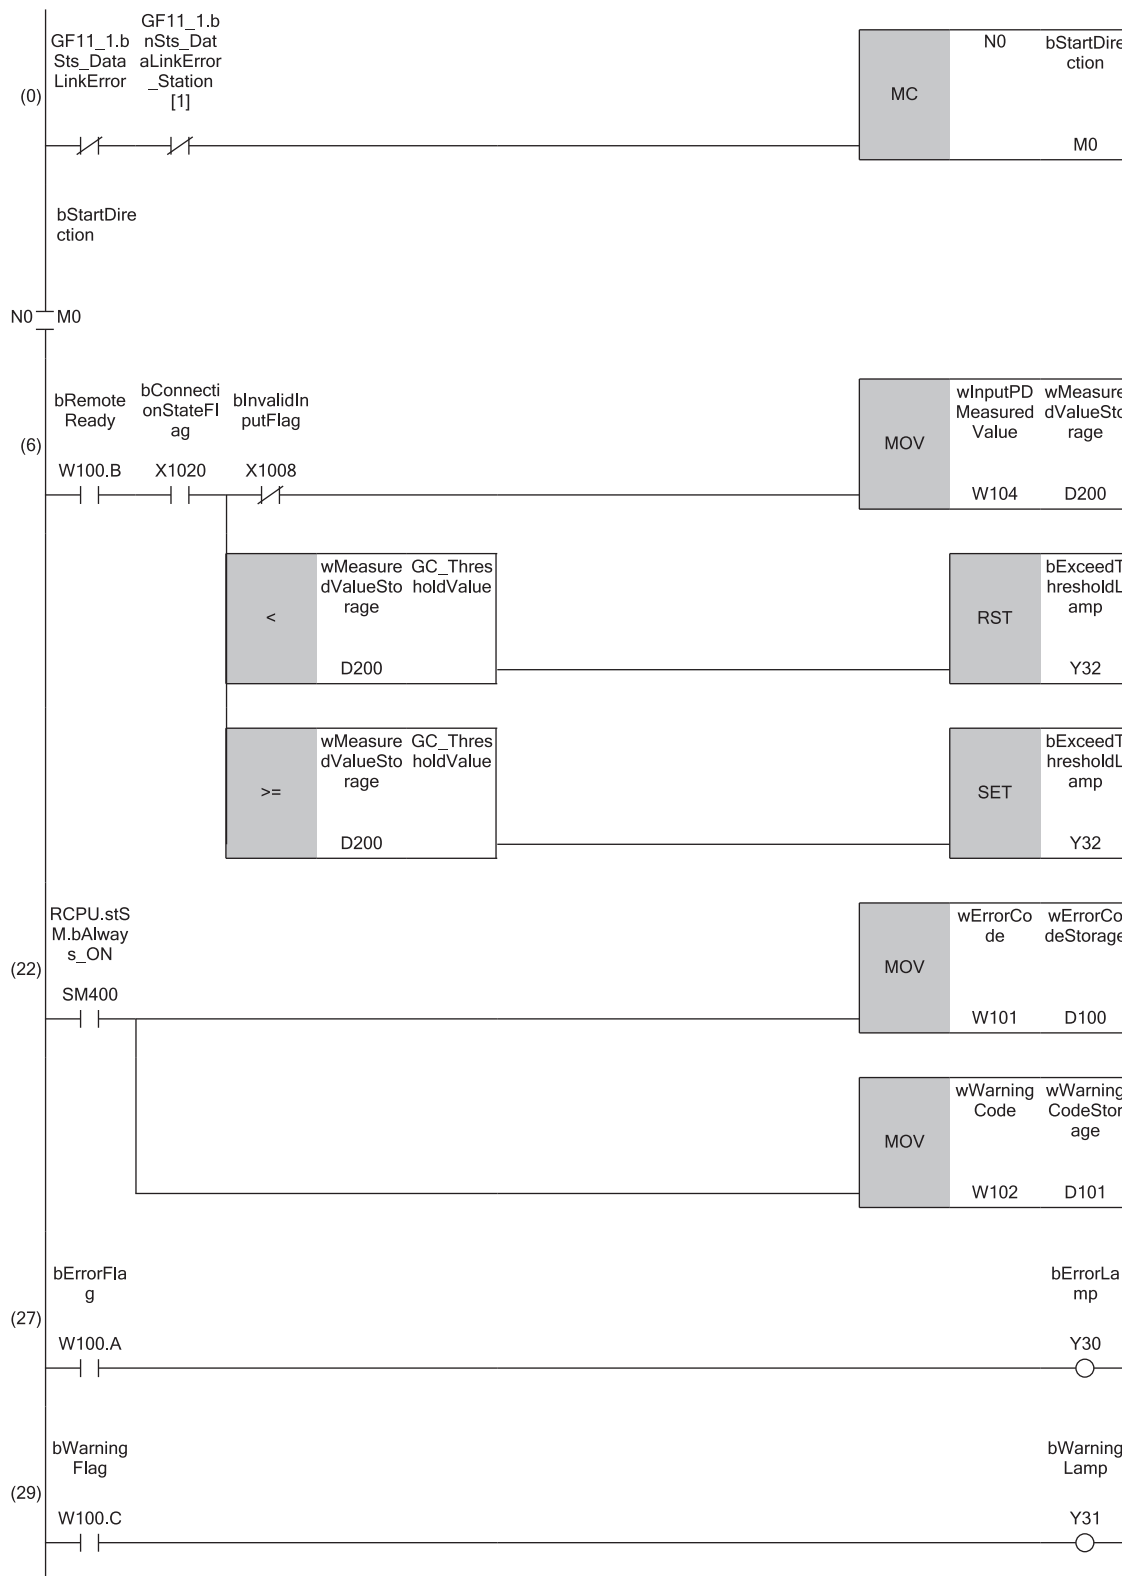 GF11_1.b
Sts_Data
LinkError
GF11_1.b
nSts_Dat
aLinkError
_Station
[1]
(0)
MC
N0
bStartDire
ction
M0
bStartDire
ction
N0
M0
(6)
bRemote
Ready
W100.B
bConnecti
onStateFl
ag
X1020
bInvalidIn
putFlag
X1008
MOV
wInputPD
Measured
Value
W104
wMeasure
dValueSto
rage
D200
<
wMeasure
dValueSto
rage
D200
GC_Thres
holdValue
RST
bExceedT
hresholdL
amp
Y32
>=
wMeasure
dValueSto
rage
D200
GC_Thres
holdValue
SET
bExceedT
hresholdL
amp
Y32
(22)
RCPU.stS
M.bAlway
s_ON
SM400
MOV
wErrorCo
de
W101
wErrorCo
deStorage
D100
MOV
wWarning
Code
W102
wWarning
CodeStor
age
D101
(27)
bErrorFla
g
W100.A
bErrorLa
mp
Y30
(29)
bWarning
Flag
W100.C
bWarning
Lamp
Y31